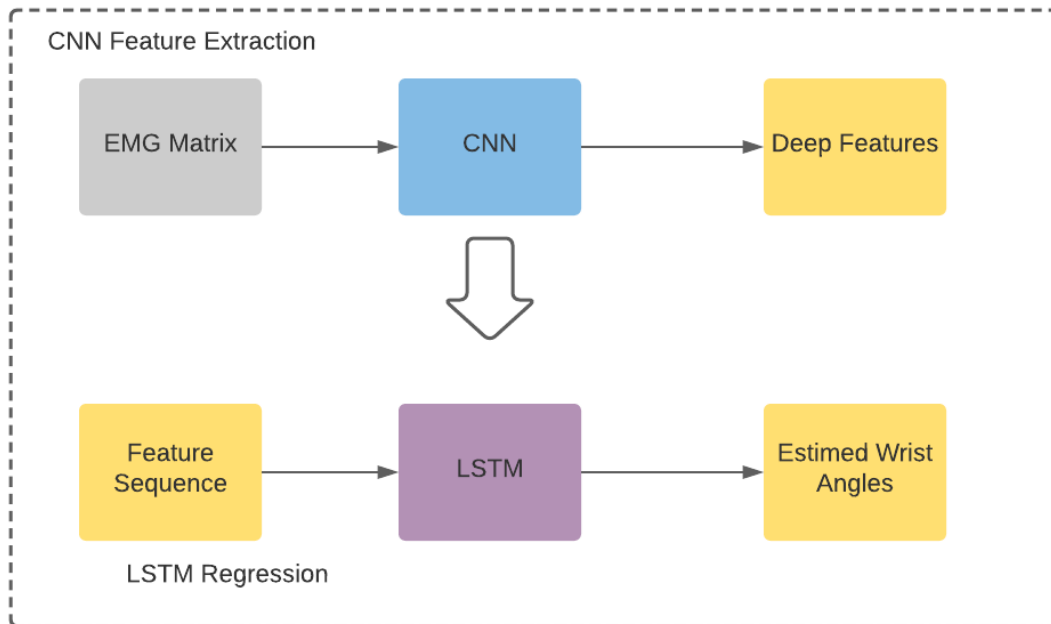 CNN Feature Extraction
EMG Matrix
CNN
Deep Features
Feature
Sequence
LSTM
Estimed Wrist
Angles
LSTM Regression